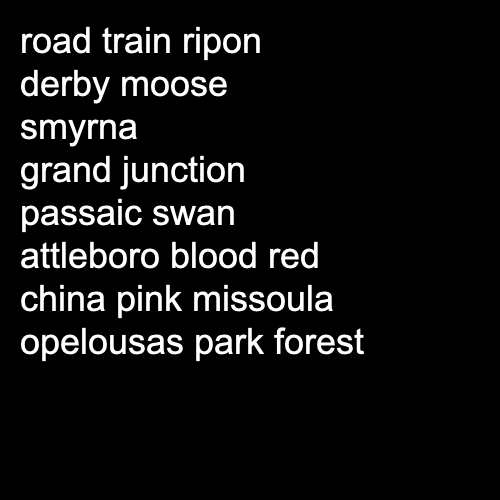 road train ripon
derby moose
smyrna
grand junction
passaic swan
attleboro blood red
china pink missoula
opelousas park forest